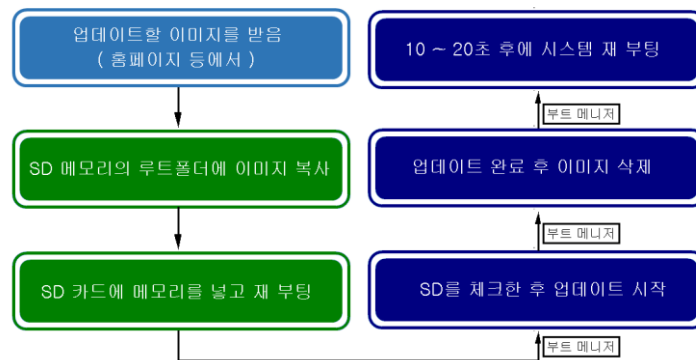 업데이트할 이미지를 받음
( 홈페이지 등에서 )
SD 메모리의 루트폴더에 이미지 복사
SD 카드에 메모리를 넣고 재 부팅
부트 메니저
SD를 체크한 후 업데이트 시작
부트 메니저
업데이트 완료 후 이미지 삭제
부트 메니저
10 ~ 20초 후에 시스템 재 부팅